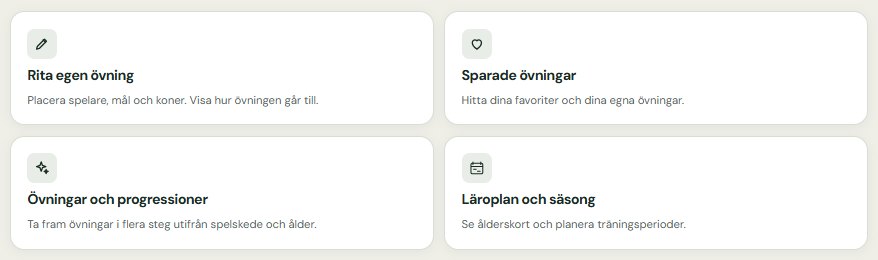 Rita egen övning
Placera spelare, mål och koner. Visa hur övningen går till.
Sparade övningar
Hitta dina favoriter och dina egna övningar.
Övningar och progressioner
Ta fram övningar i flera steg utifrån spelskede och ålder.
Läroplan och säsong
Se ålderskort och planera träningsperioder.